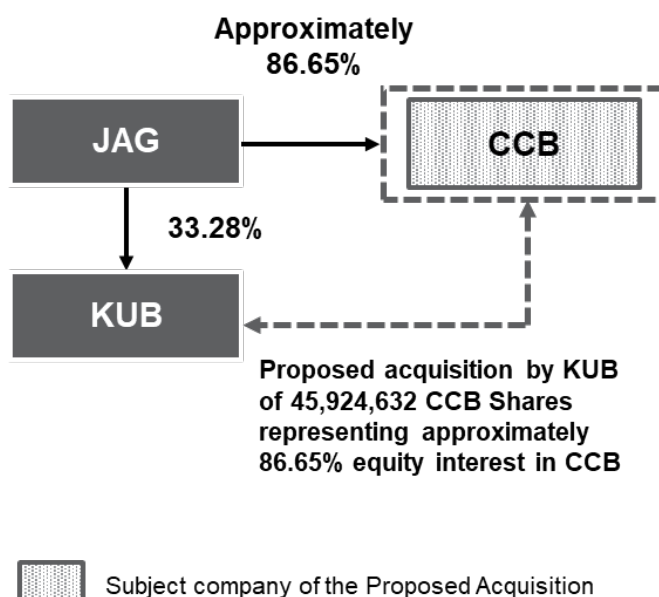 Approximately
86.65%
JAG
CCB
33.28%
KUB
Proposed acquisition by KUB
of 45,924,632 CCB Shares
representing approximately
86.65% equity interest in CCB
Subject company of the Proposed Acquisition